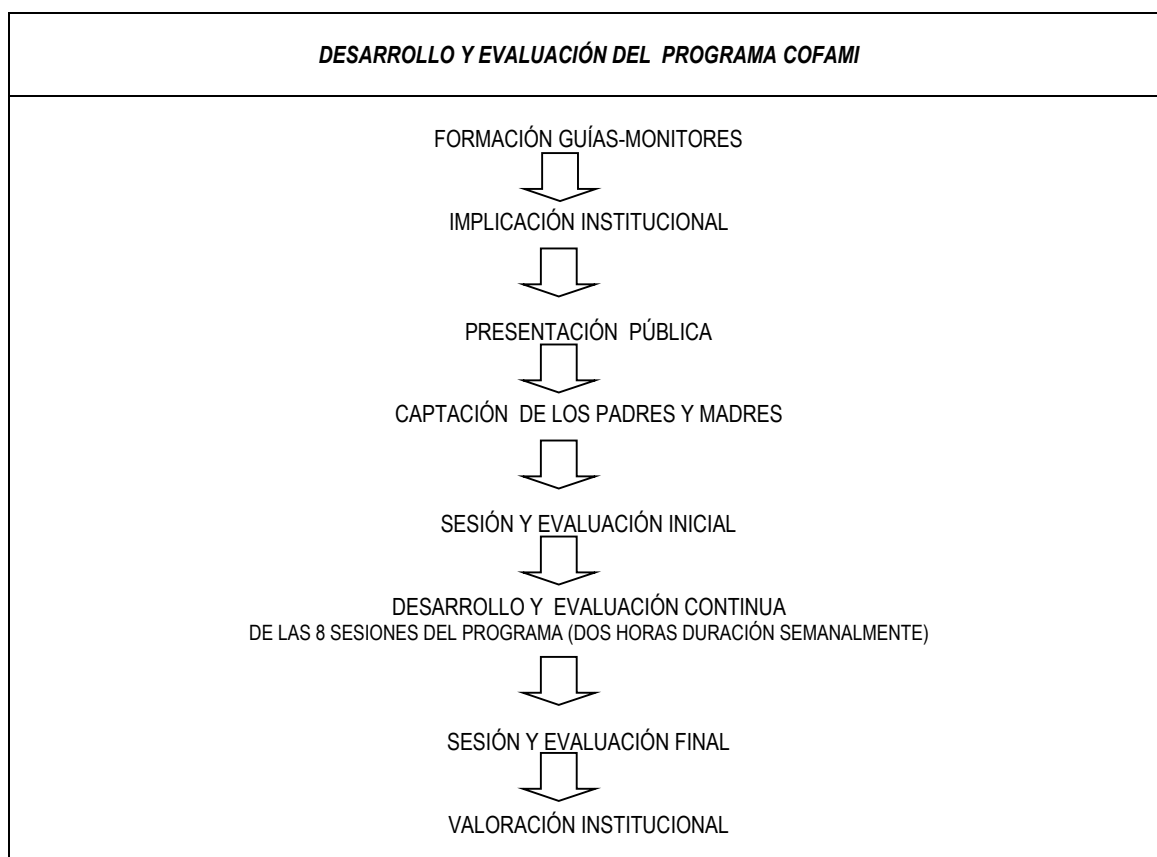 DESARROLLO Y EVALUACIÓN DEL PROGRAMA COFAMI
FORMACIÓN GUÍAS-MONITORES
IMPLICACIÓN INSTITUCIONAL
PRESENTACIÓN PÚBLICA
CAPTACIÓN DE LOS PADRES Y MADRES
SESIÓN Y EVALUACIÓN INICIAL
DESARROLLO Y EVALUACIÓN CONTINUA
DE LAS 8 SESIONES DEL PROGRAMA (DOS HORAS DURACIÓN SEMANALMENTE)
SESIÓN Y EVALUACIÓN FINAL
VALORACIÓN INSTITUCIONAL